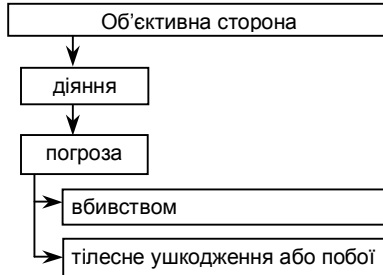 Об’єктивна сторона
діяння
погроза
вбивством
тілесне ушкодження або побої